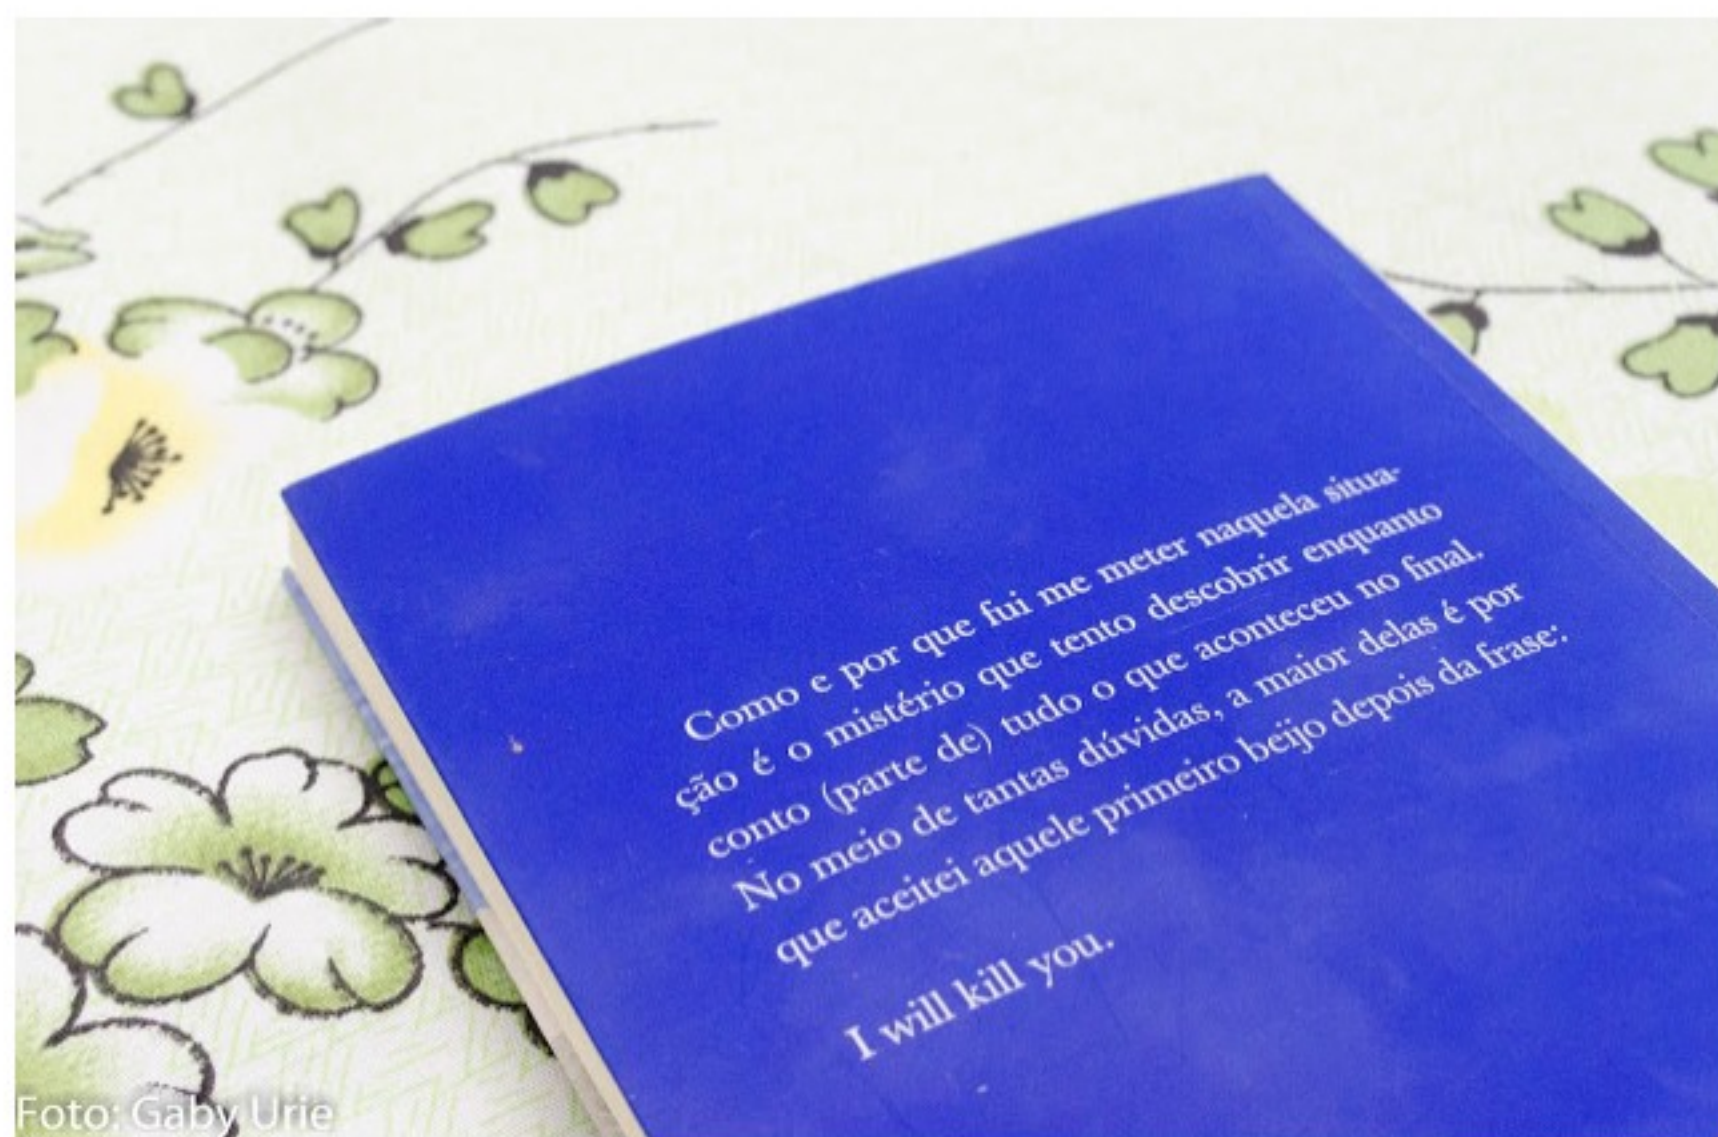 Como e por que fui me meter naquela situa-
ção é o mistério que tento descobrir enquanto
conto (parte de) tudo o que aconteceu no final.
No meio de tantas dúvidas, a maior delas é por
que aceitei aquele primeiro beijo depois da frase:.
I will kill you.
Foto: Gaby Urie